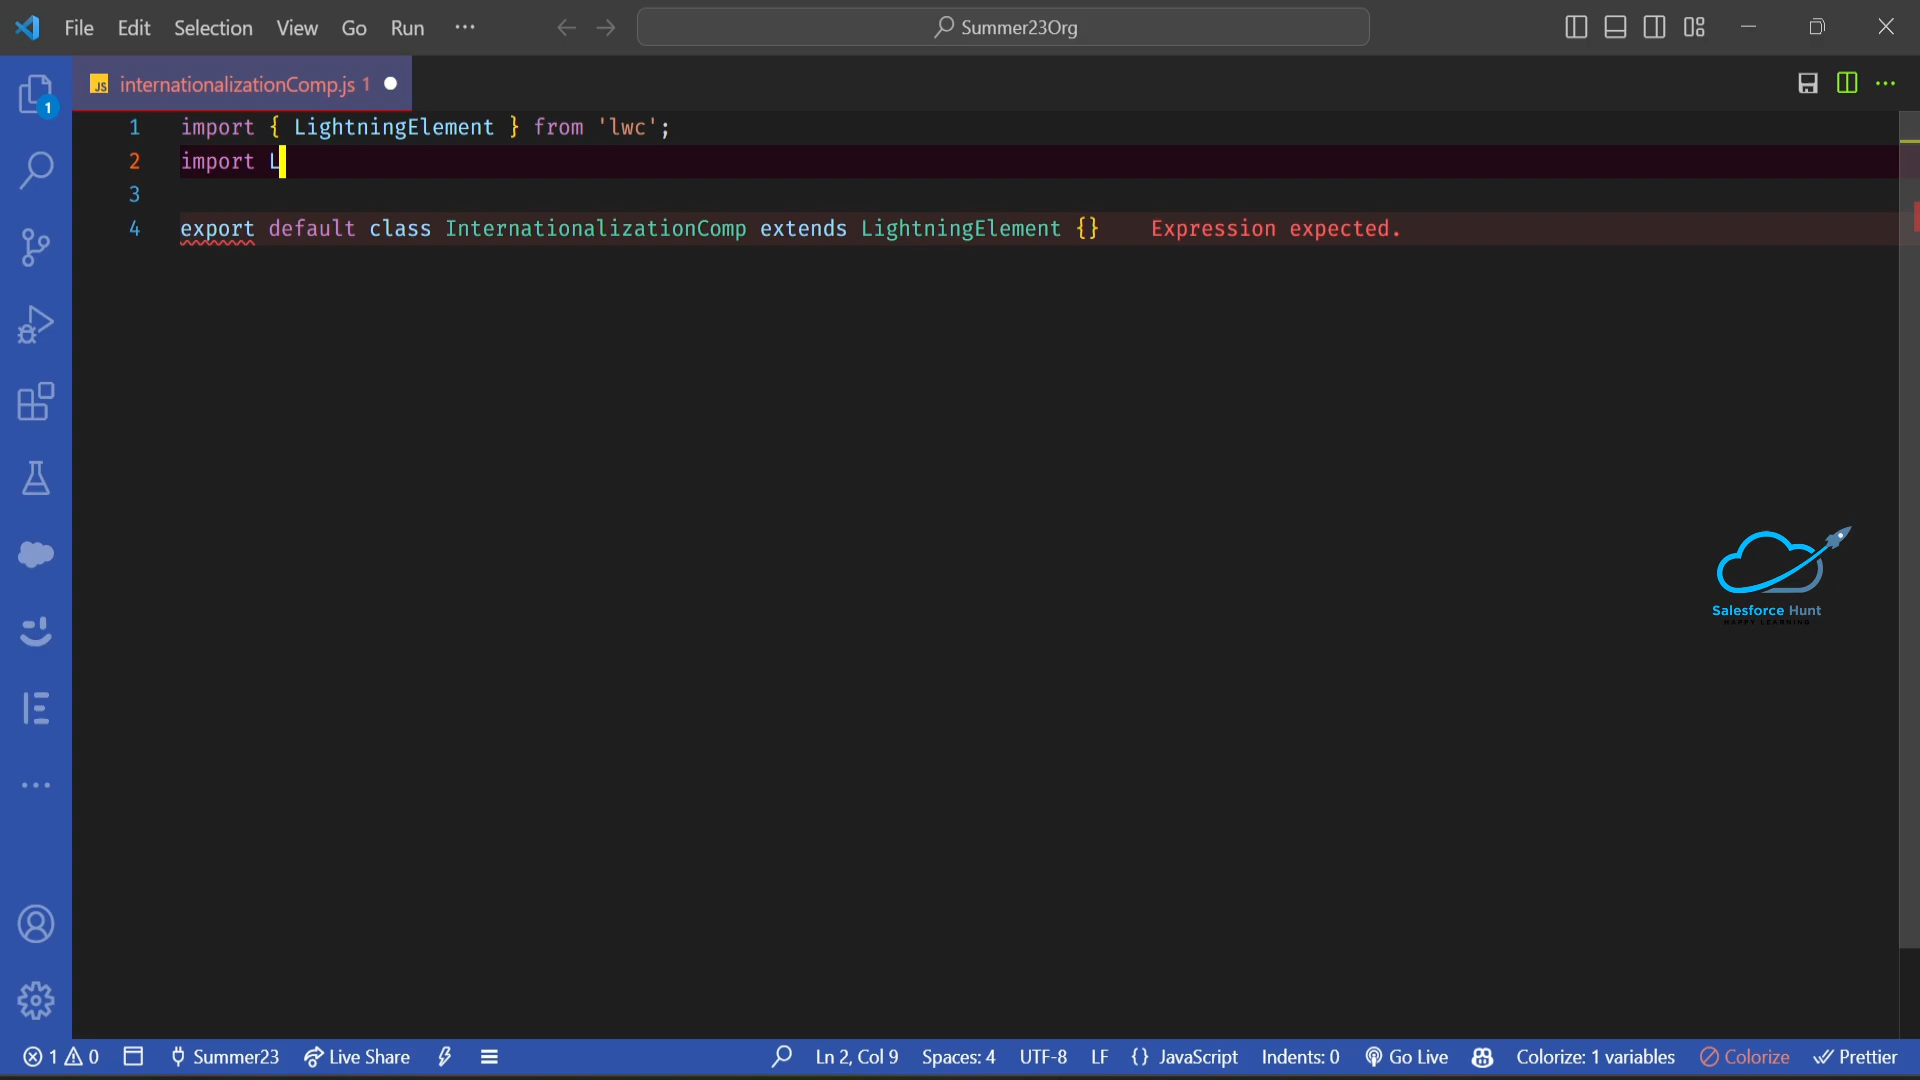 File Edit Selection View Go Run ··· Summer23Org
JS internationalizationComp.js 1
1 import { LightningElement } from 'lwc';
2 import L
3
4 export default class InternationalizationComp extends LightningElement {} Expression expected.
1
Salesforce Hunt
HAPPY LEARNING
1 0 Summer23 Live Share Ln 2, Col 9 Spaces: 4 UTF-8 LF {} JavaScript Indents: 0 Go Live Colorize: 1 variables Colorize Prettier